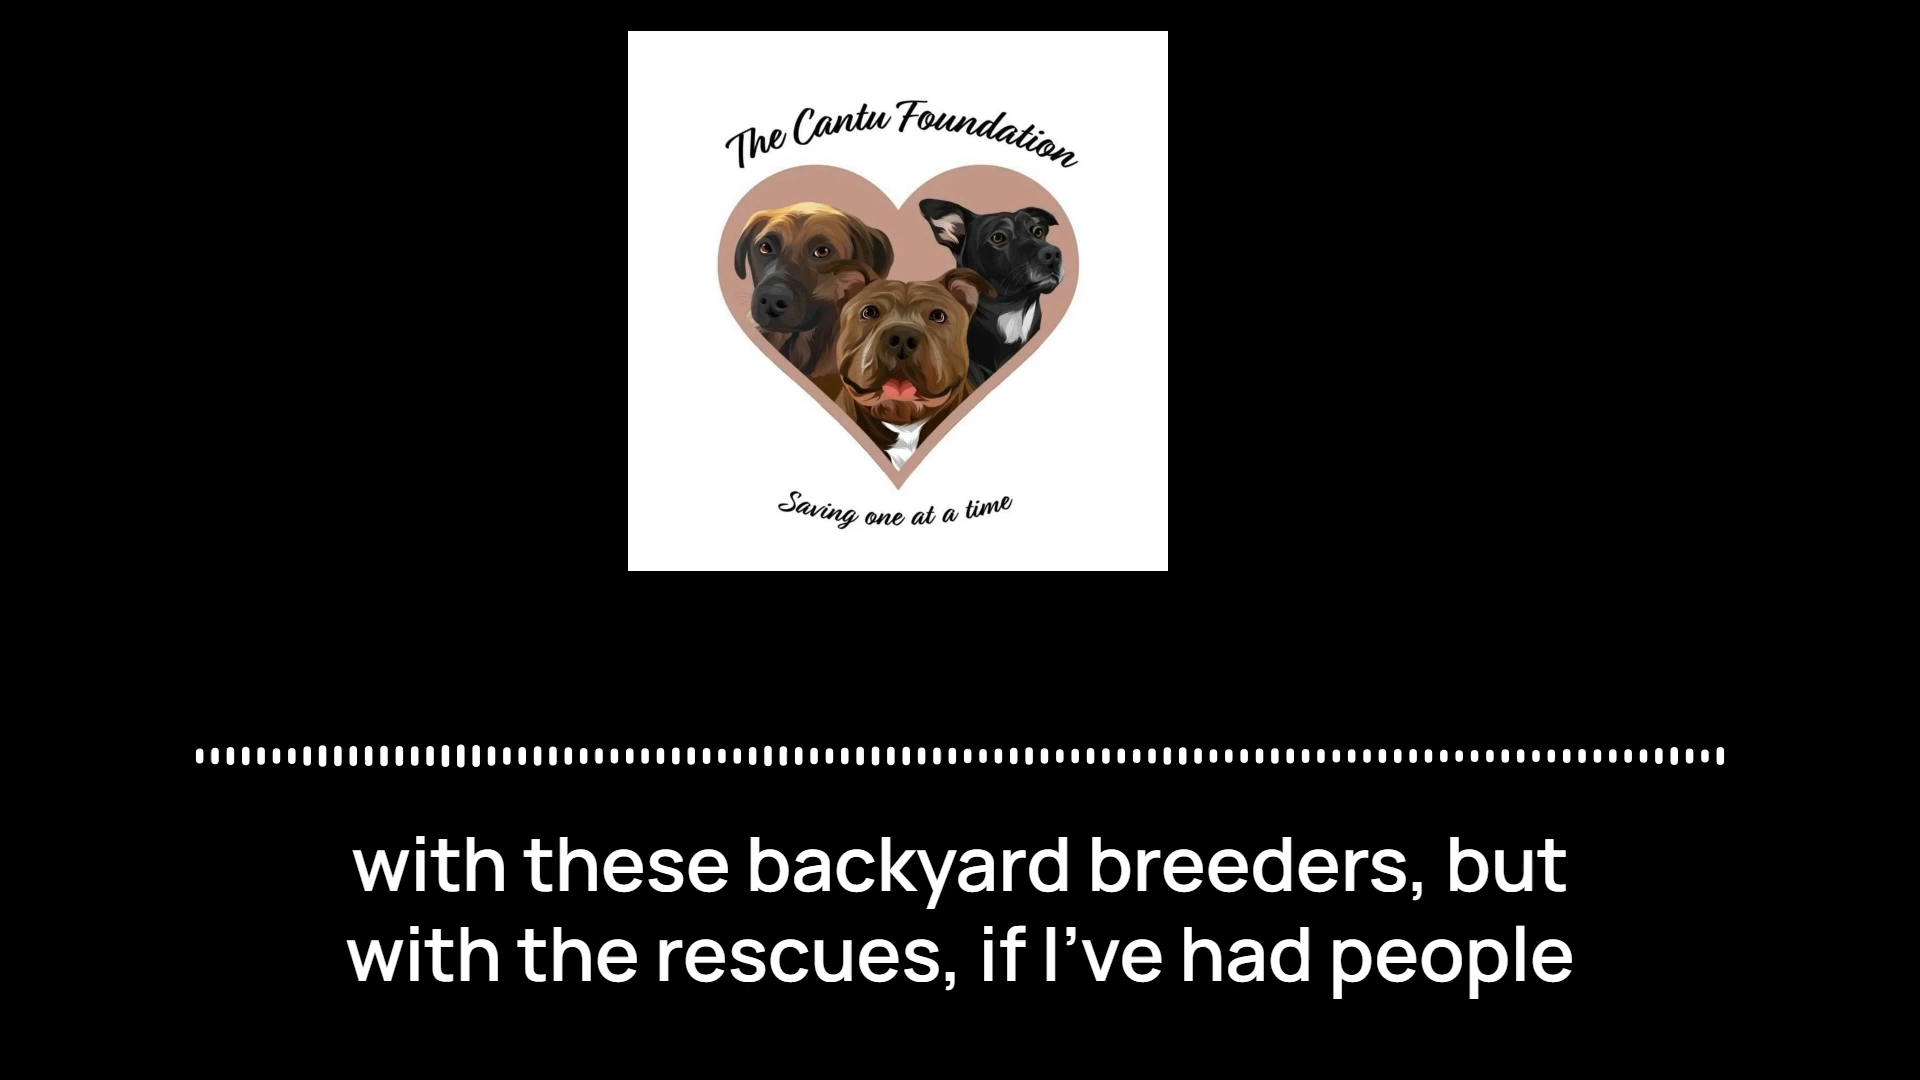 The Cantu Foundation
Saving one at a time
with these backyard breeders, but
with the rescues, if I’ve had people